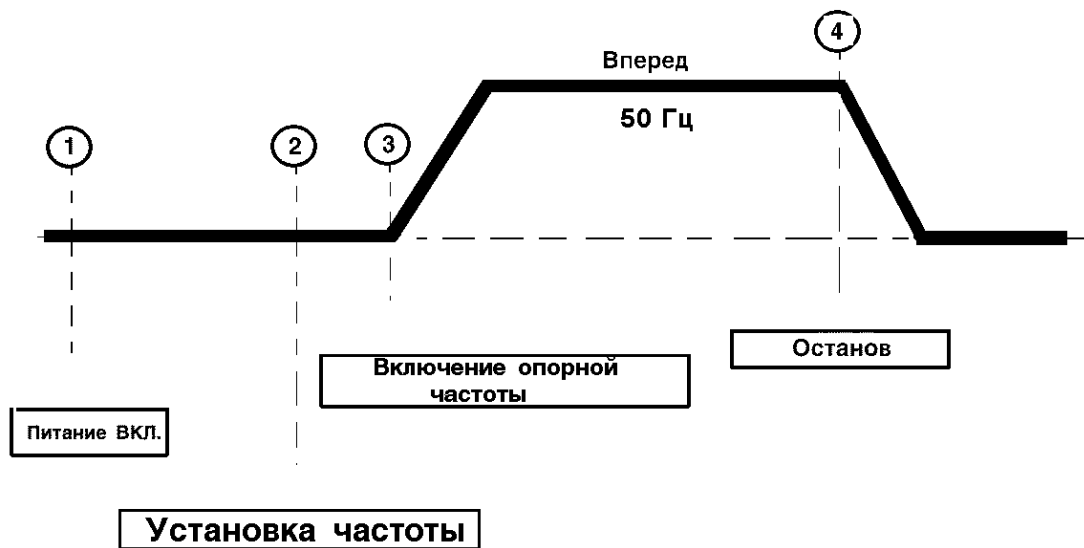 4
Вперед
50 Гц
1
2
3
Останов
Включение опорной
частоты
Питание ВКЛ.
Установка частоты